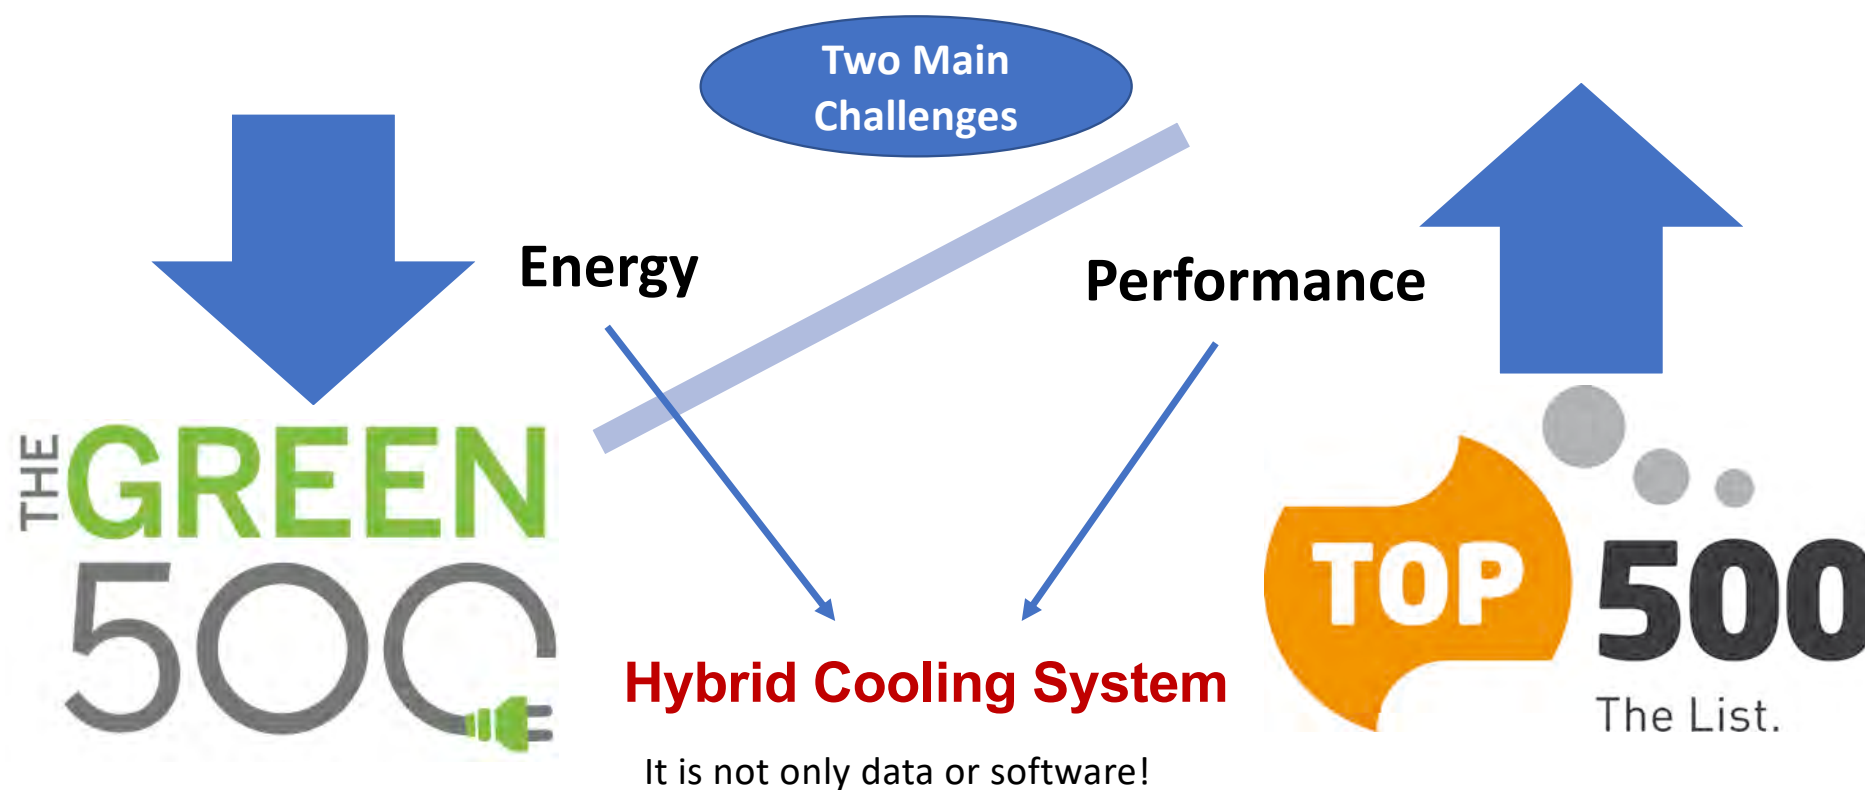 Two Main
Challenges
Energy
Performance
THE GREEN
500
TOP 500
The List.
Hybrid Cooling System
It is not only data or software!